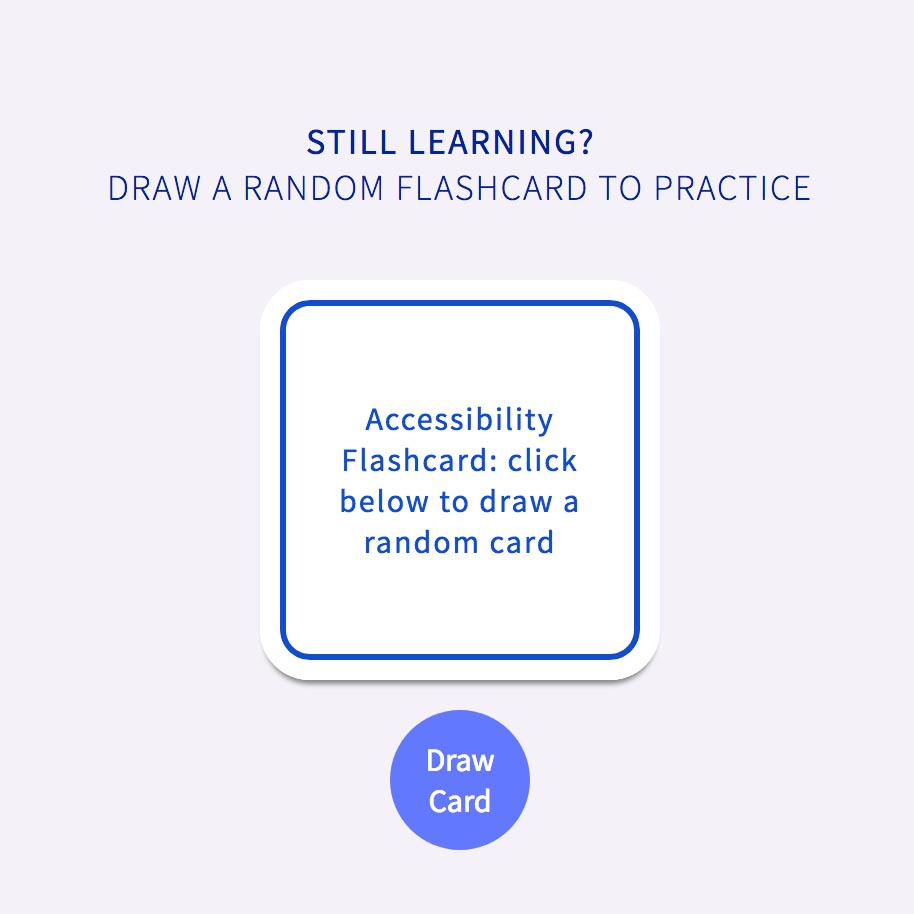 STILL LEARNING?
DRAW A RANDOM FLASHCARD TO PRACTICE
Accessibility
Flashcard: click
below to draw a
random card
Draw
Card